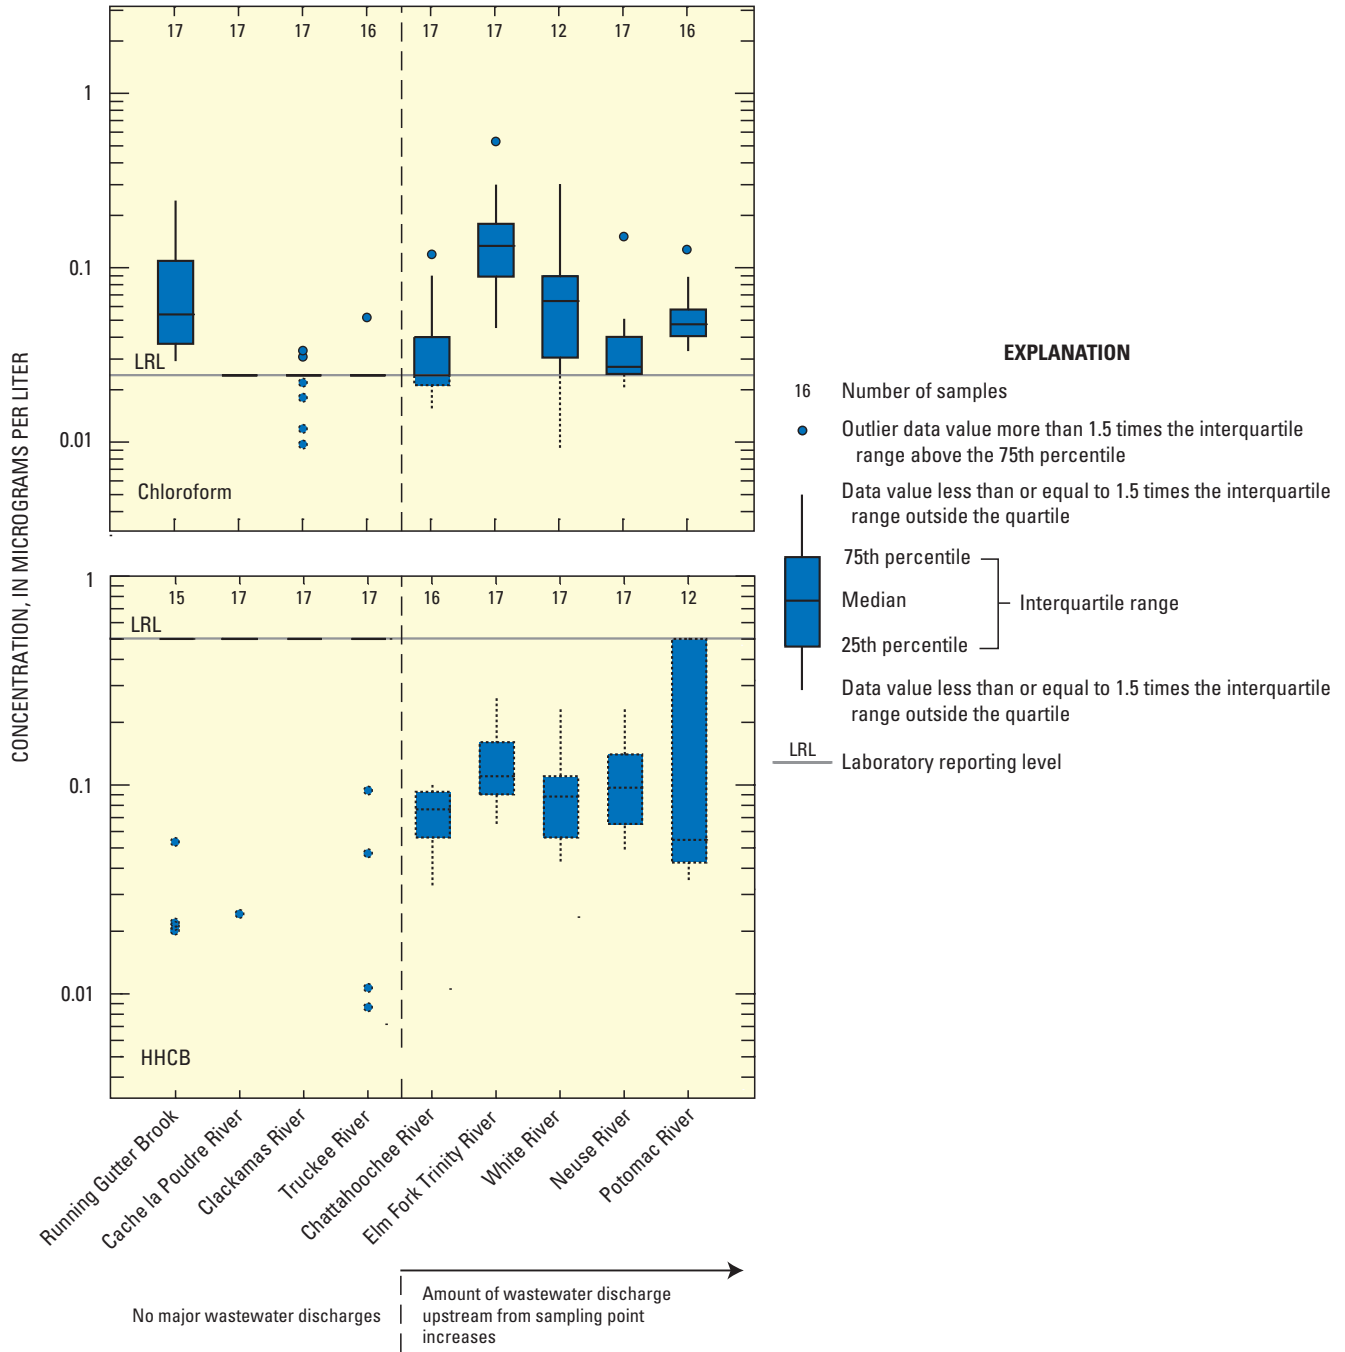 CONCENTRATION, IN MICROGRAMS PER LITER
17 17 17 16 17 17 12 17 16
1
0.1
LRL
0.01
Chloroform
1
15 17 17 17 16 17 17 17 12
LRL
0.1
0.01
HHCB
Running Gutter Brook
Cache la Poudre River
Clackamas River
Truckee River
Chattahoochee River
Elm Fork Trinity River
White River
Neuse River
Potomac River
No major wastewater discharges
Amount of wastewater discharge
upstream from sampling point
increases
EXPLANATION
16 Number of samples
Outlier data value more than 1.5 times the interquartile
range above the 75th percentile
Data value less than or equal to 1.5 times the interquartile
range outside the quartile
75th percentile
Median
Interquartile range
25th percentile
Data value less than or equal to 1.5 times the interquartile
range outside the quartile
LRL Laboratory reporting level